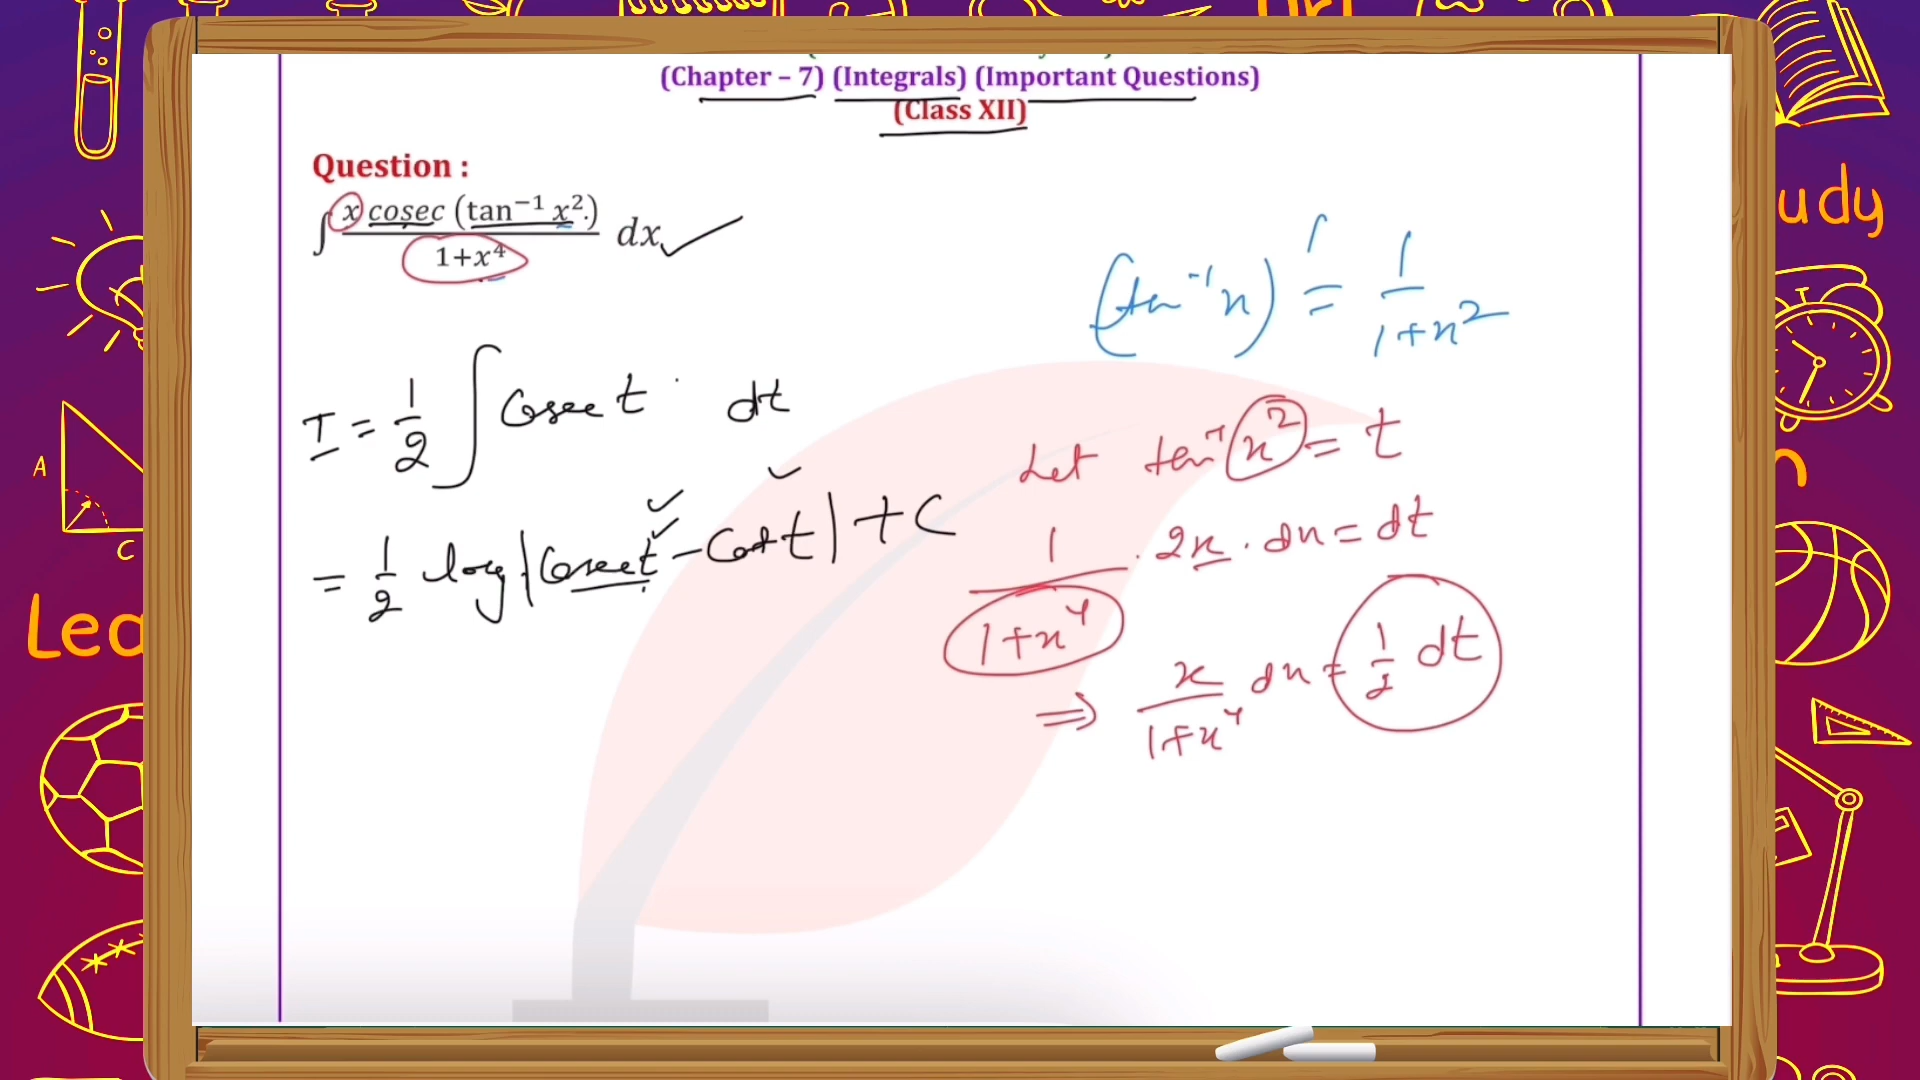 (Chapter – 7) (Integrals) (Important Questions)
(Class XII)
Question :
∫ x cosec (tan⁻¹ x².) / 1+x⁴ dx
(tan⁻¹x)' = 1/1+x²
I = 1/2 ∫ Cosec t . dt
Let tan⁻¹(x²) = t
= 1/2 log |Cosec t - Cot t| + C
1/1+x⁴ . 2x . dx = dt
⇒ x/1+x⁴ dx = 1/2 dt
udy
Lea
n
A
C